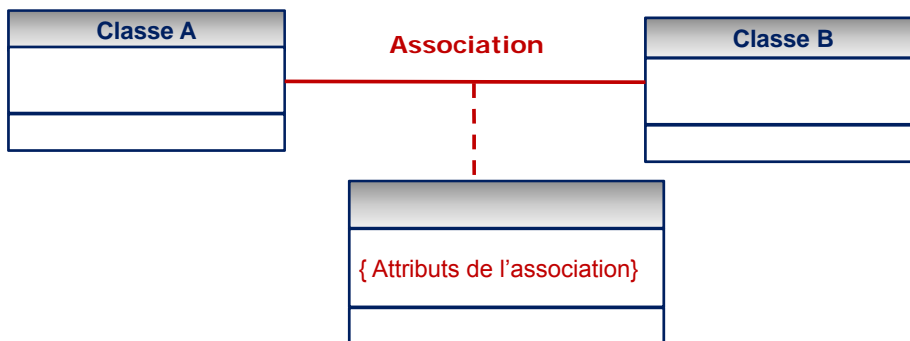 Classe A
Association
Classe B
{ Attributs de l’association}